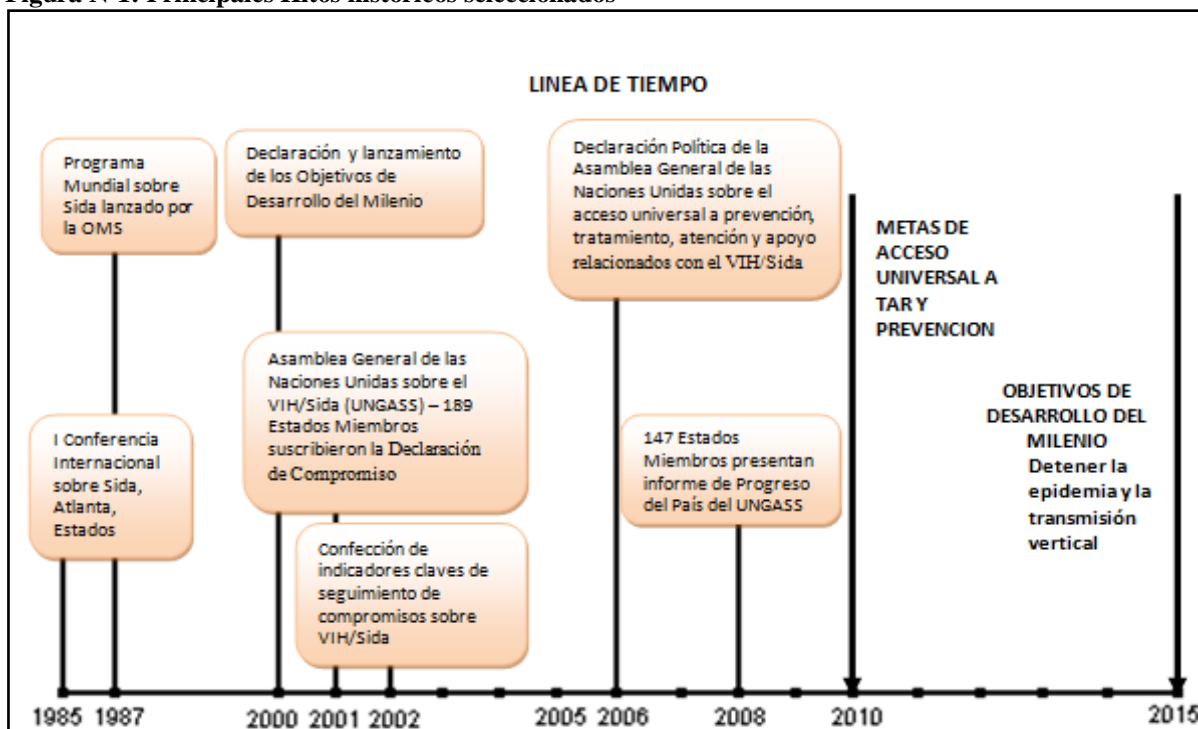 Figura N°1: Principales Hitos históricos seleccionados
LINEA DE TIEMPO
Programa
Mundial sobre
Sida lanzado por
la OMS
Declaración y lanzamiento
de los Objetivos de
Desarrollo del Milenio
Declaración Política de la
Asamblea General de las
Naciones Unidas sobre el
acceso universal a prevención,
tratamiento, atención y apoyo
relacionados con el VIH/Sida
METAS DE
ACCESO
UNIVERSAL A
TAR Y
PREVENCION
I Conferencia
Internacional
sobre Sida,
Atlanta,
Estados
Asamblea General de las
Naciones Unidas sobre el
VIH/Sida (UNGASS) – 189
Estados Miembros
suscribieron la Declaración
de Compromiso
147 Estados
Miembros presentan
informe de Progreso
del País del UNGASS
OBJETIVOS DE
DESARROLLO DEL
MILENIO
Detener la
epidemia y la
transmisión
vertical
Confección de
indicadores claves de
seguimiento de
compromisos sobre
VIH/Sida
1985 1987 2000 2001 2002 2005 2006 2008 2010 2015